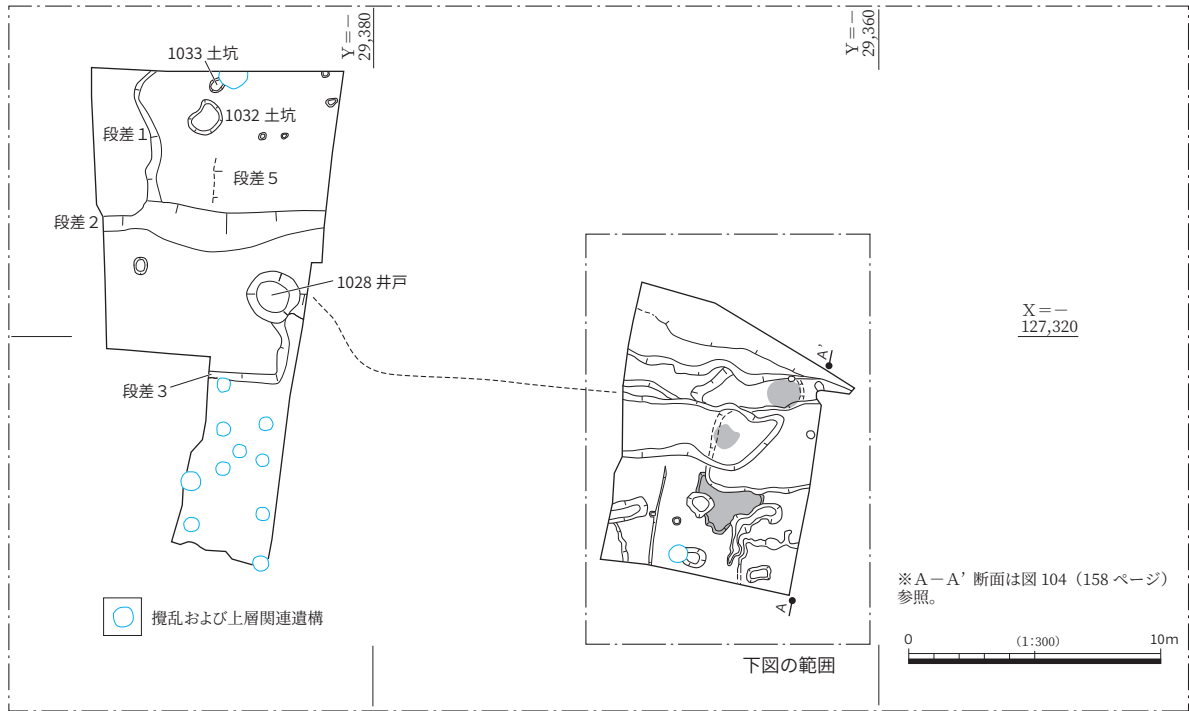 Y＝－
29,380
Y＝－
29,360
1033 土坑
1032 土坑
段差１
段差５
段差２
1028 井戸
X＝－
127,320
段差３
A’
A
※A－A’ 断面は図 104（158 ページ）
参照。
攪乱および上層関連遺構
0 （1:300） 10m
下図の範囲